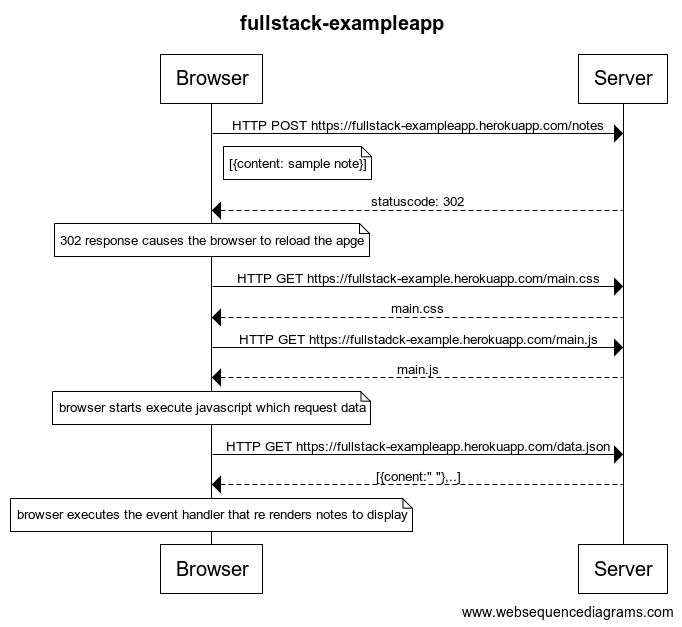 fullstack-exampleapp
Browser
Server
HTTP POST https://fullstack-exampleapp.herokuapp.com/notes
[{content: sample note}]
statuscode: 302
302 response causes the browser to reload the apge
HTTP GET https://fullstack-example.herokuapp.com/main.css
main.css
HTTP GET https://fullstadck-example.herokuapp.com/main.js
main.js
browser starts execute javascript which request data
HTTP GET https://fullstack-exampleapp.herokuapp.com/data.json
[{conent:" "},..]
browser executes the event handler that re renders notes to display
Browser
Server
www.websequencediagrams.com